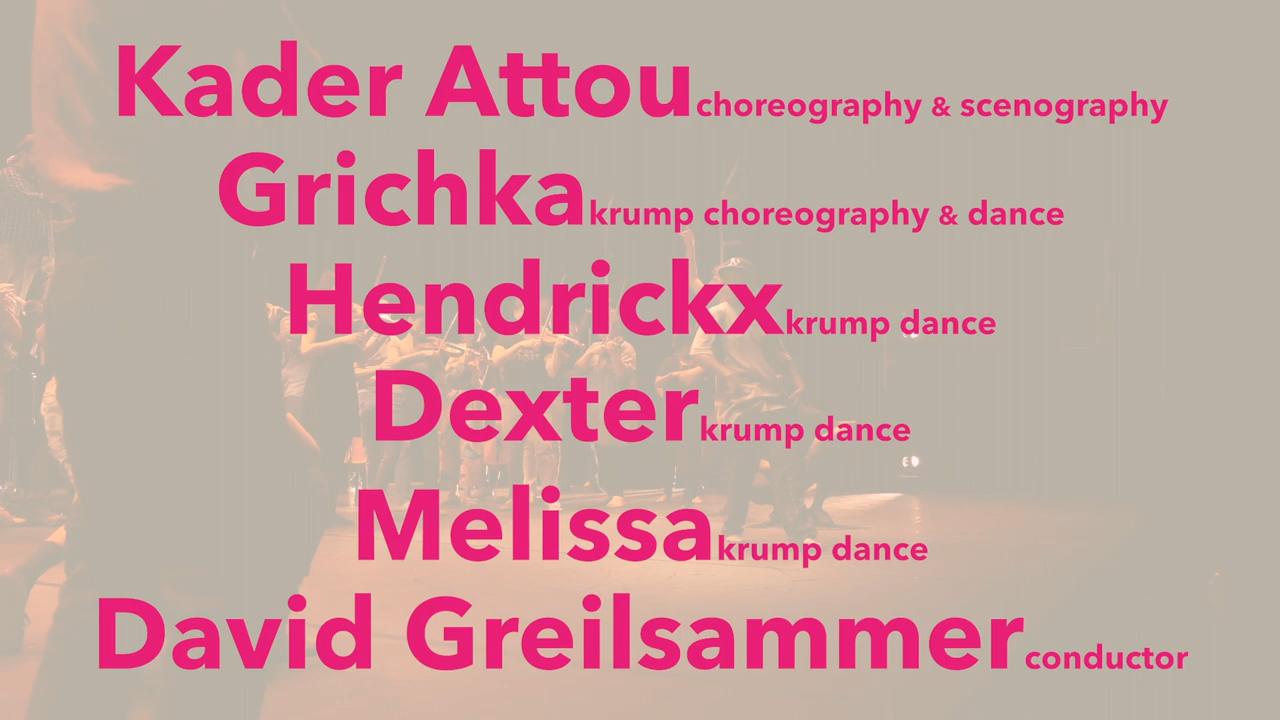 Kader Attou choreography & scenography
Grichka krump choreography & dance
Hendrickx krump dance
Dexter krump dance
Melissa krump dance
David Greilsammer conductor